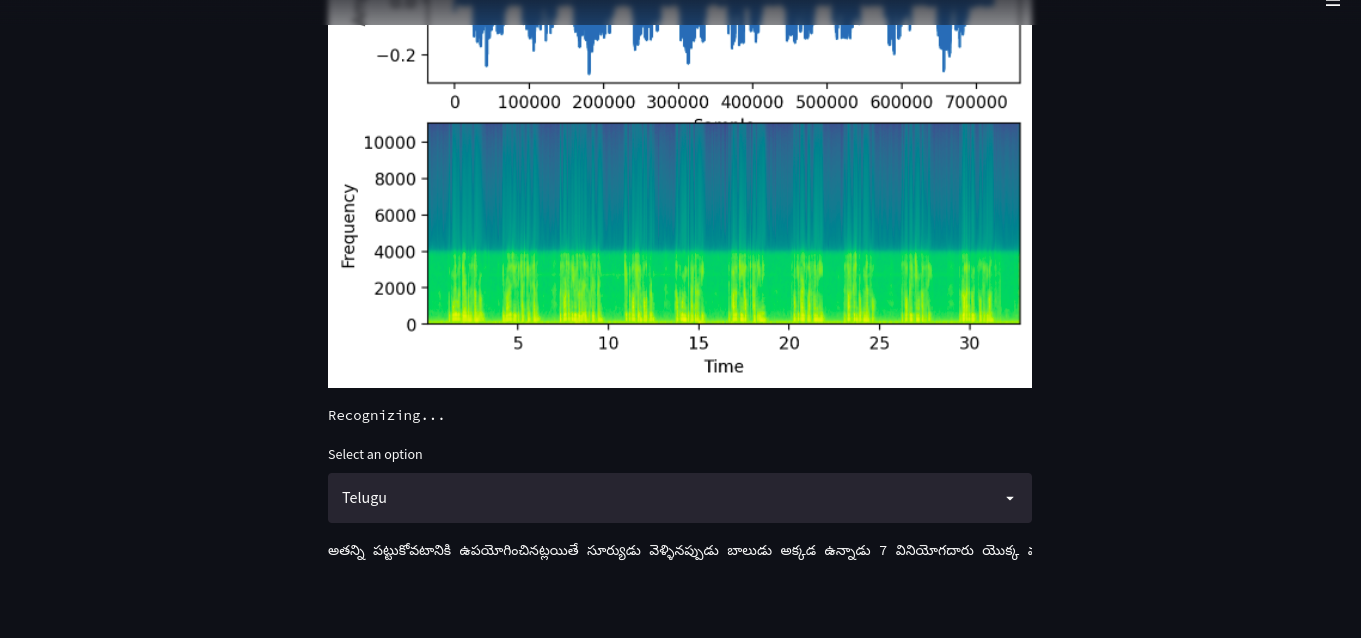 −0.2
0 100000 200000 300000 400000 500000 600000 700000
Sample
10000
8000
6000
4000
2000
0
Frequency
5 10 15 20 25 30
Time
Recognizing...
Select an option
Telugu
అతన్ని పట్టుకోవటానికి ఉపయోగించినట్లయితే సూర్యుడు వెళ్ళినప్పుడు బాలుడు అక్కడ ఉన్నాడు 7 వినియోగదారు యొక్క